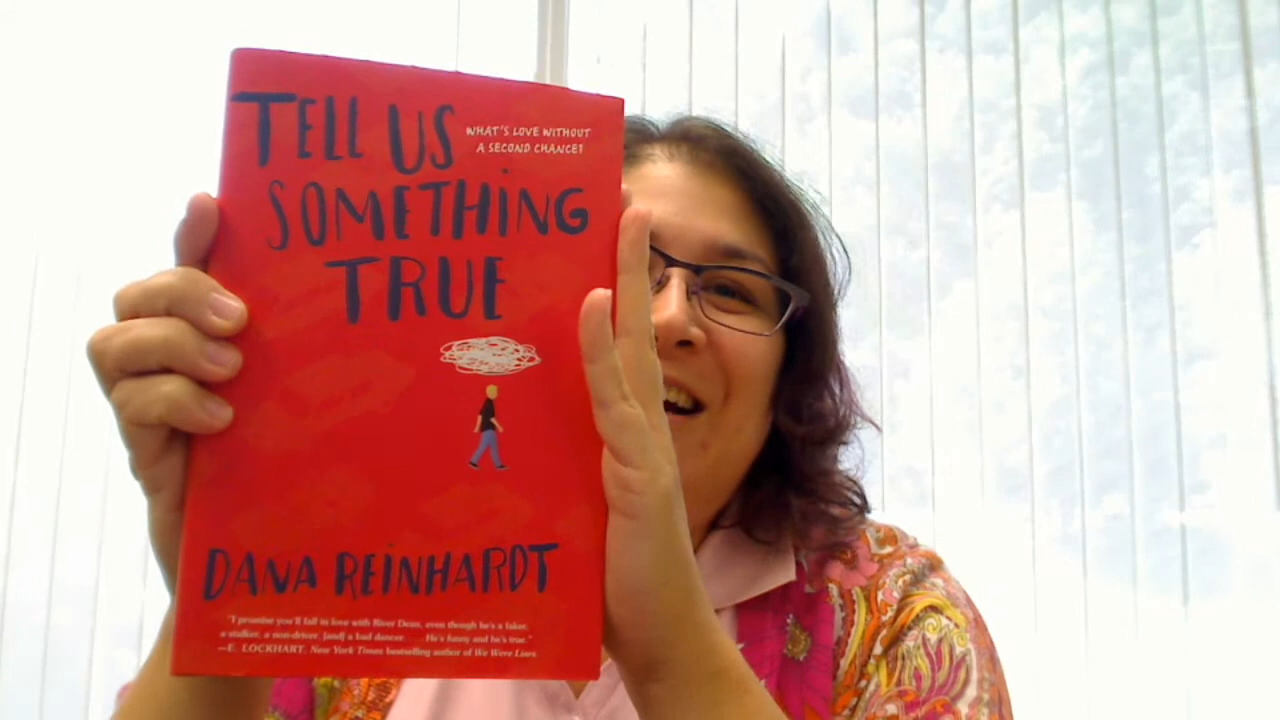 TELL US
WHAT'S LOVE WITHOUT
A SECOND CHANCE?
SOMETHING
TRUE
DANA REINHARDT
"I promise you'll fall in love with River Dean, even though he's a faker,
a stalker, a non-driver, [and] a bad dancer. . . . He's funny and he's true."
—E. LOCKHART, New York Times bestselling author of We Were Liars